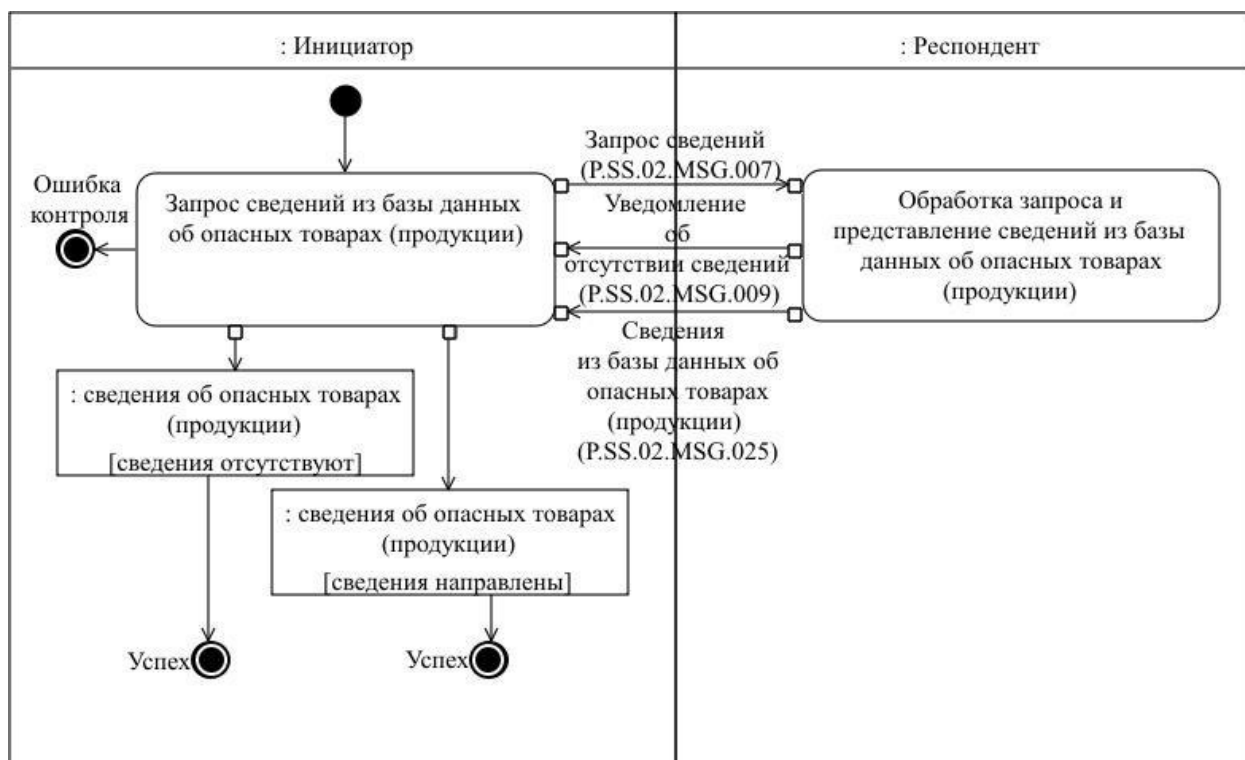 : Инициатор
: Респондент
Запрос сведений
(P.SS.02.MSG.007)
Ошибка
контроля
Запрос сведений из базы данных
об опасных товарах (продукции)
Уведомление
об
отсутствии сведений
(P.SS.02.MSG.009)
Обработка запроса и
представление сведений из базы
данных об опасных товарах
(продукции)
Сведения
из базы данных об
опасных товарах
(продукции)
(P.SS.02.MSG.025)
: сведения об опасных товарах
(продукции)
[сведения отсутствуют]
: сведения об опасных товарах
(продукции)
[сведения направлены]
Успех
Успех